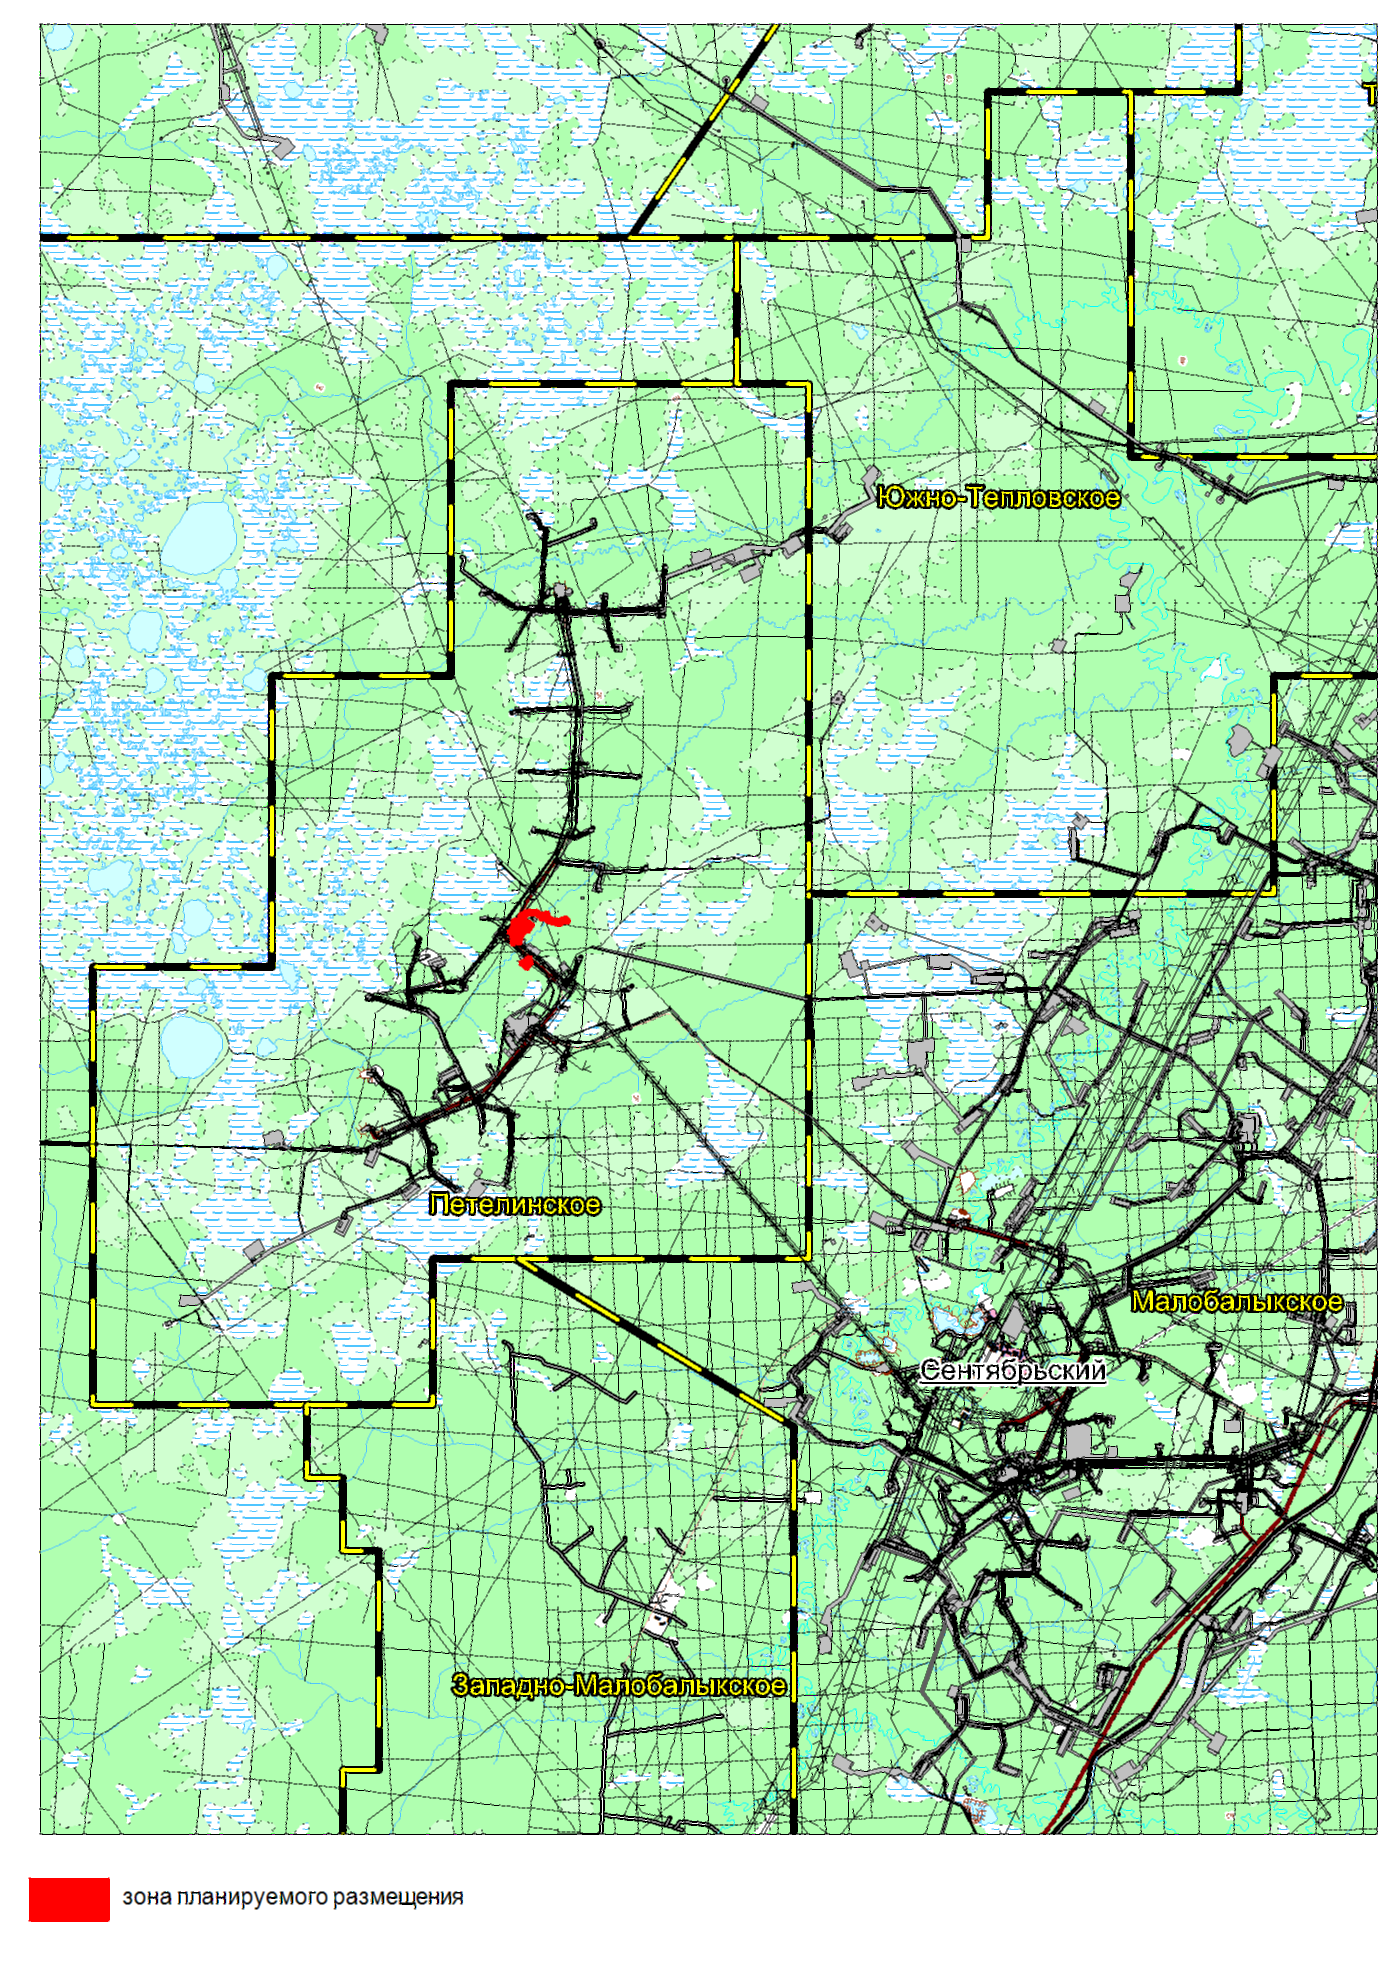 Т
Южно-Тепловское
Петелинское
Малобалыкское
Сентябрьский
Западно-Малобалыкское
зона планируемого размещения